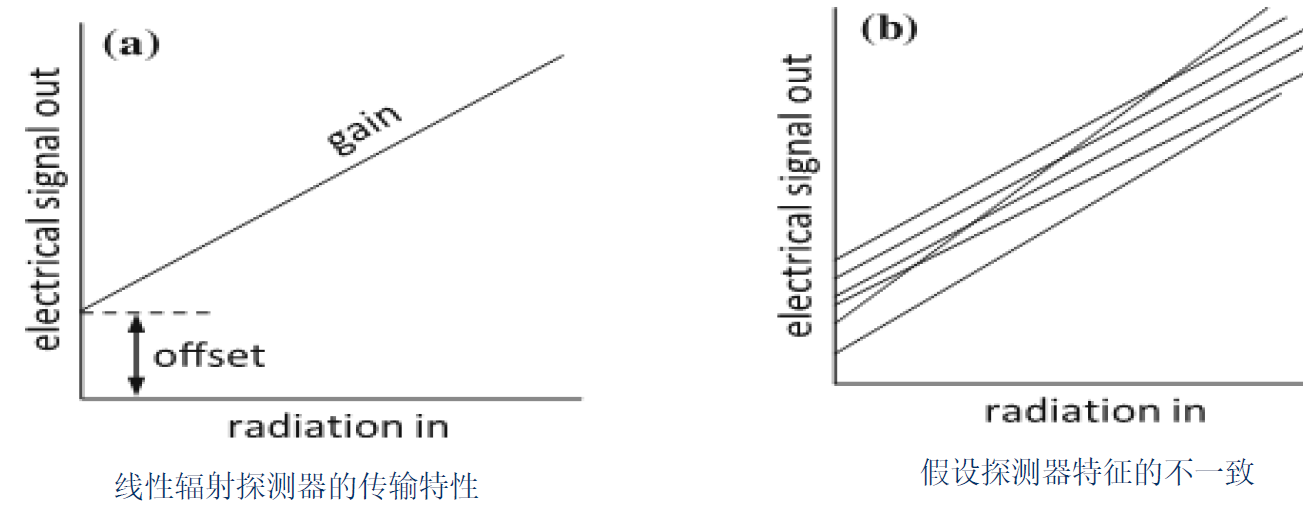 (a)
electrical signal out
gain
offset
radiation in
线性辐射探测器的传输特性
(b)
electrical signal out
radiation in
假设探测器特征的不一致